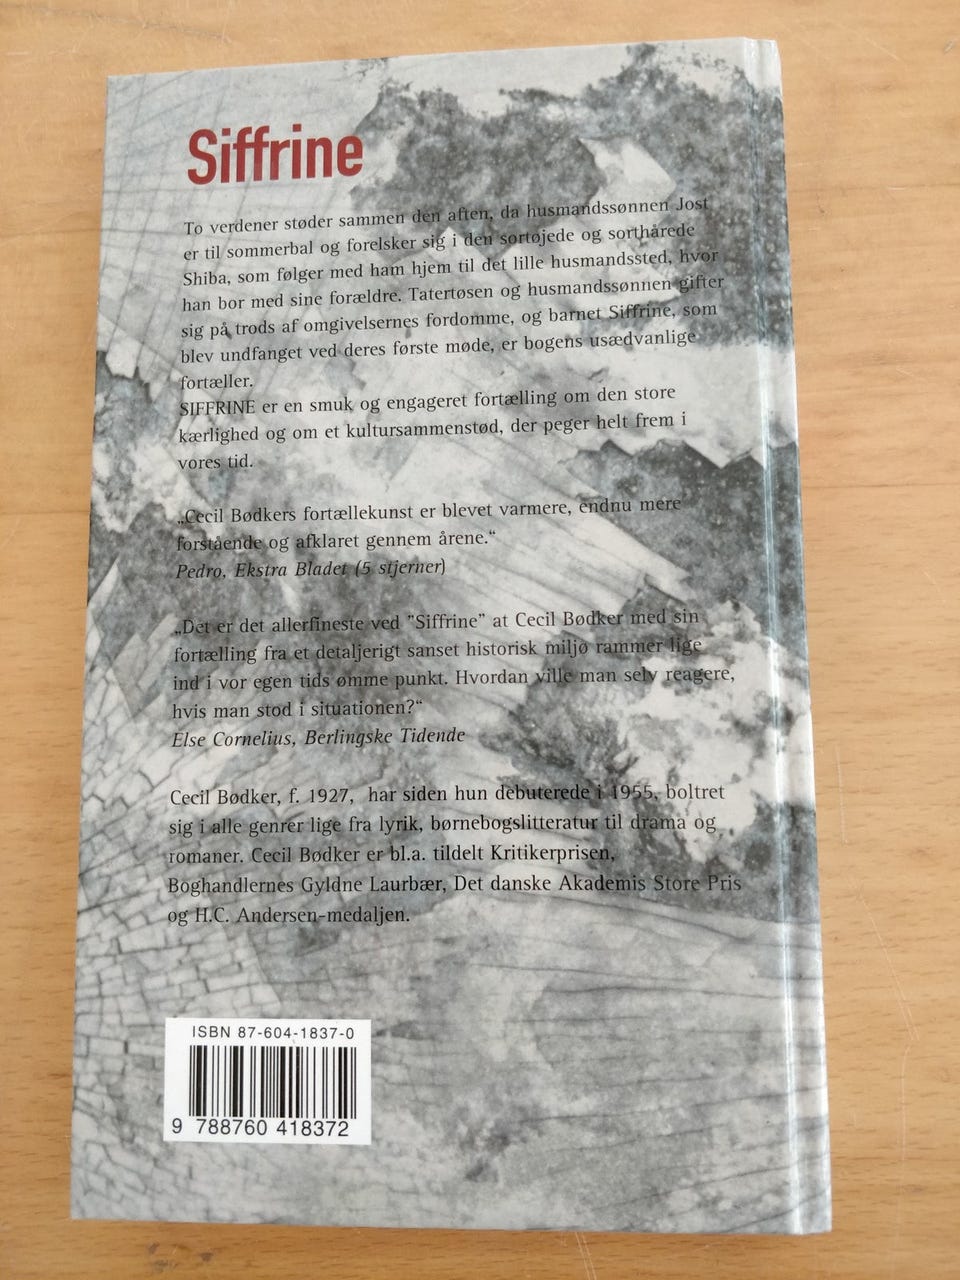 Siffrine
To verdener støder sammen den aften, da husmandssønnen Jost
er til sommerbal og forelsker sig i den sortøjede og sorthårede
Shiba, som følger med ham hjem til det lille husmandssted, hvor
han bor med sine forældre. Tatertøsen og husmandssønnen gifter
sig på trods af omgivelsernes fordomme, og barnet Siffrine, som
blev undfanget ved deres første møde, er bogens usædvanlige
fortæller.
SIFFRINE er en smuk og engageret fortælling om den store
kærlighed og om et kultursammenstød, der peger helt frem i
vores tid.
„Cecil Bødkers fortællekunst er blevet varmere, endnu mere
forstående og afklaret gennem årene.“
Pedro, Ekstra Bladet (5 stjerner)
„Det er det allerfineste ved ”Siffrine” at Cecil Bødker med sin
fortælling fra et detaljerigt sanset historisk miljø rammer lige
ind i vor egen tids ømme punkt. Hvordan ville man selv reagere,
hvis man stod i situationen?“
Else Cornelius, Berlingske Tidende
Cecil Bødker, f. 1927, har siden hun debuterede i 1955, boltret
sig i alle genrer lige fra lyrik, børnebogslitteratur til drama og
romaner. Cecil Bødker er bl.a. tildelt Kritikerprisen,
Boghandlernes Gyldne Laurbær, Det danske Akademis Store Pris
og H.C. Andersen-medaljen.
ISBN 87-604-1837-0
9 788760 418372